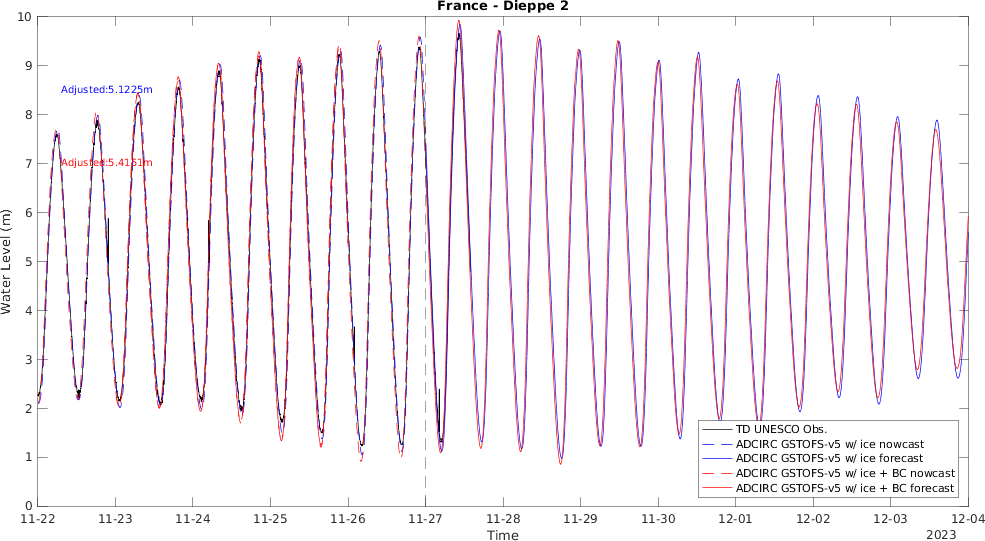 France - Dieppe 2
10
9
8
7
6
5
4
3
2
1
0
Water Level (m)
Adjusted:5.1225m
Adjusted:5.4151m
TD UNESCO Obs.
ADCIRC GSTOFS-v5 w/ ice nowcast
ADCIRC GSTOFS-v5 w/ ice forecast
ADCIRC GSTOFS-v5 w/ ice + BC nowcast
ADCIRC GSTOFS-v5 w/ ice + BC forecast
11-22 11-23 11-24 11-25 11-26 11-27 11-28 11-29 11-30 12-01 12-02 12-03 12-04
Time
2023